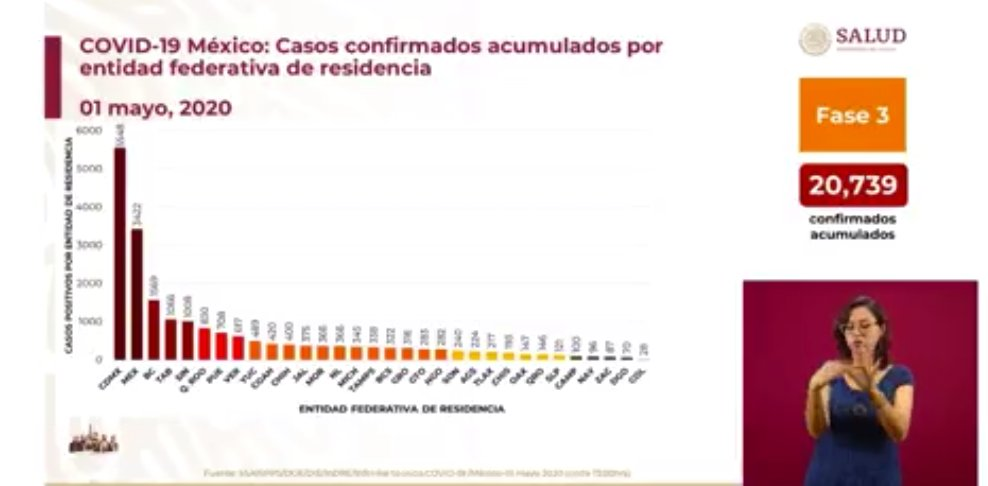 COVID-19 México: Casos confirmados acumulados por
entidad federativa de residencia
01 mayo, 2020
SALUD
Fase 3
20,739
confirmados
acumulados
CASOS POSITIVOS POR ENTIDAD DE RESIDENCIA
6000
5000
4000
3000
2000
1000
0
5548 3422 1569 1066 1008 830 708 617 489 420 400 375 366 366 345 339 322 316 283 282 240 224 217 193 147 146 121 100 96 87 70 28
CDMX MEX BC TAB SIN Q. ROO PUE VER YUC COAH CHIH JAL MOR NL MICH TAMPS BCS GRO GTO HGO SON AGS TLAX CHIS OAX QRO SLP CAMP NAY ZAC DGO COL
ENTIDAD FEDERATIVA DE RESIDENCIA